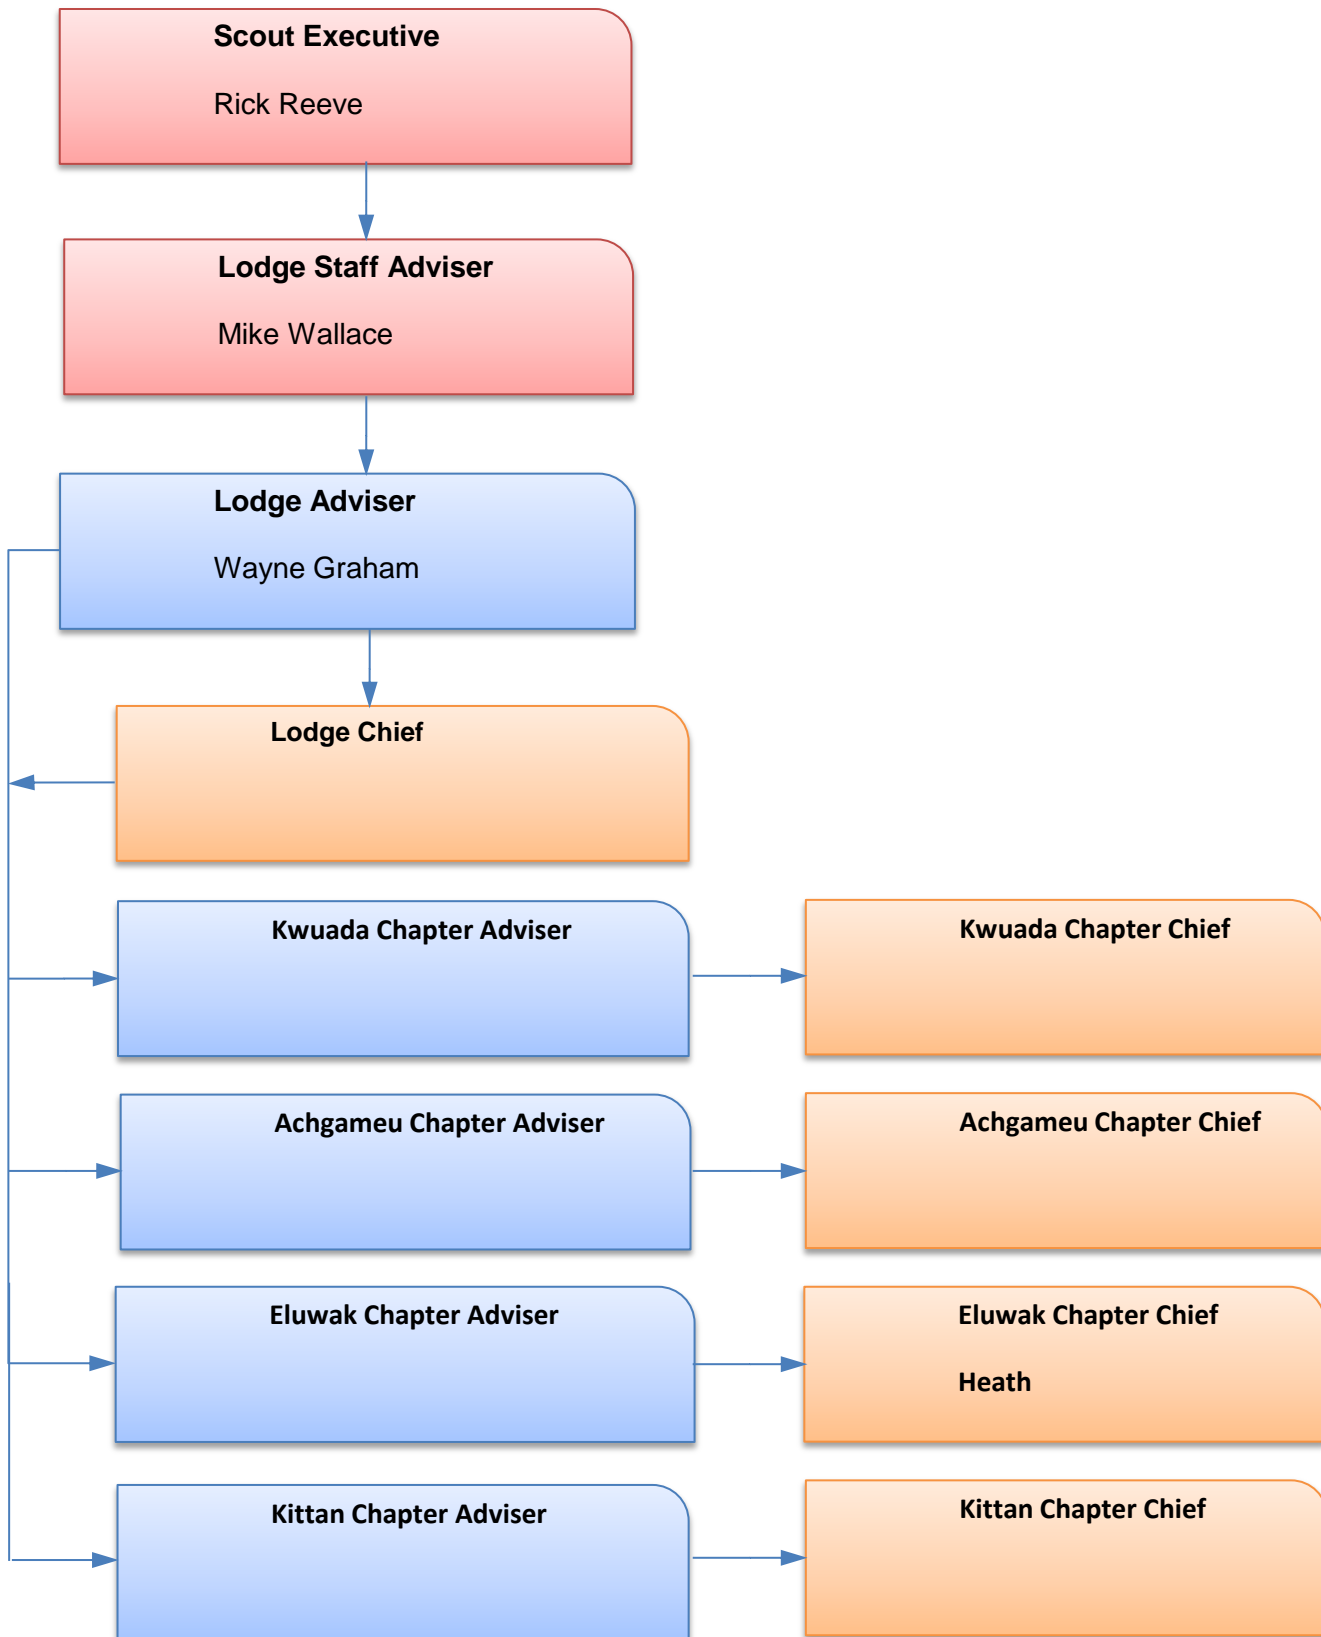 Scout Executive
Rick Reeve
Lodge Staff Adviser
Mike Wallace
Lodge Adviser
Wayne Graham
Lodge Chief
Kwuada Chapter Adviser
Kwuada Chapter Chief
Achgameu Chapter Adviser
Achgameu Chapter Chief
Eluwak Chapter Adviser
Eluwak Chapter Chief
Heath
Kittan Chapter Adviser
Kittan Chapter Chief